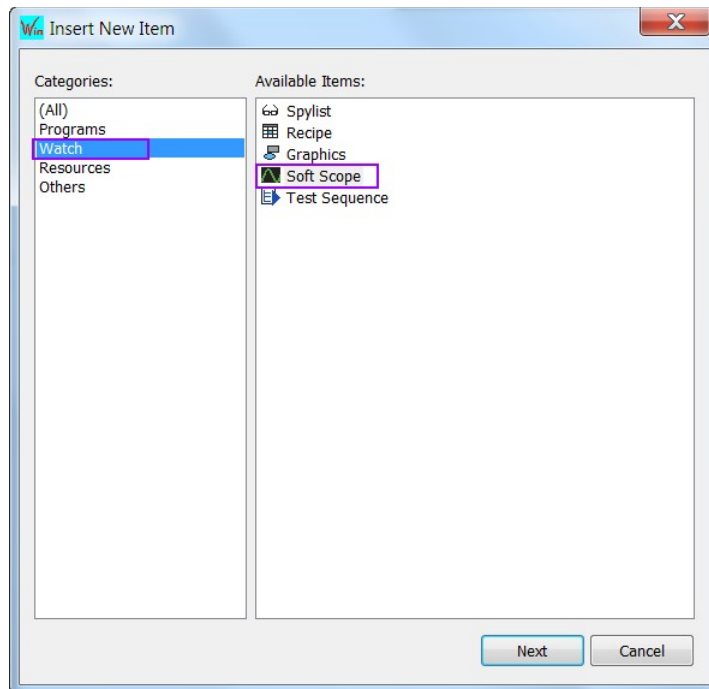 Win Insert New Item
X
Categories:
Available Items:
(All)
Programs
Watch
Resources
Others
Spylist
Recipe
Graphics
Soft Scope
Test Sequence
Next
Cancel